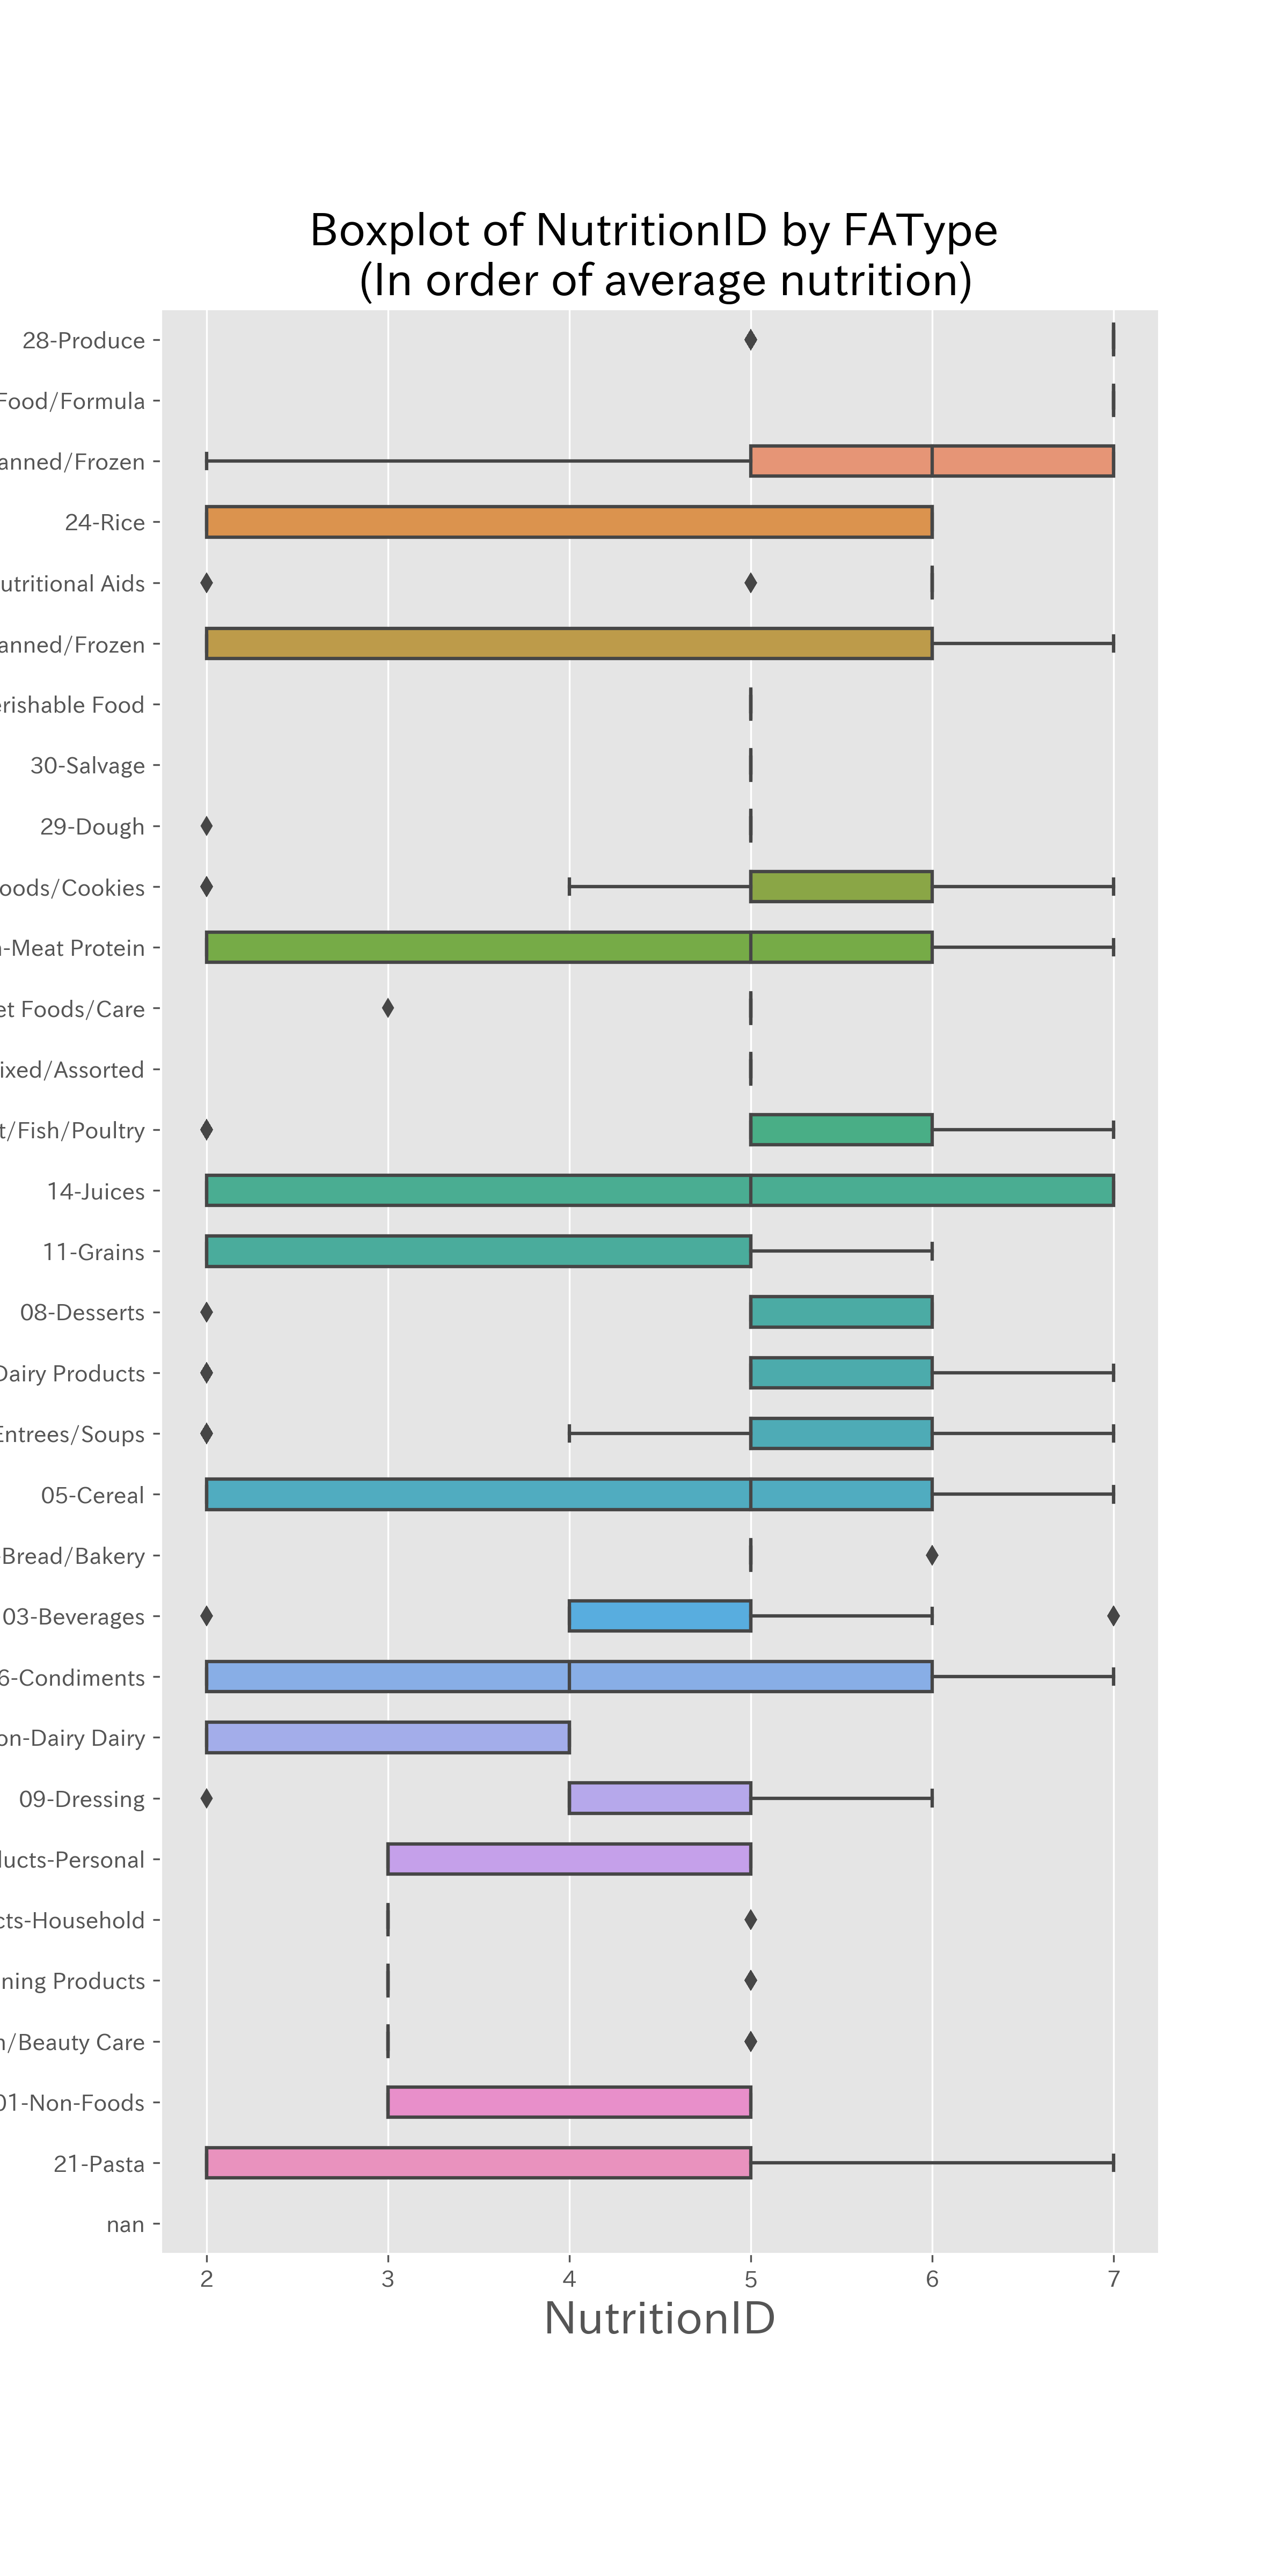 Boxplot of NutritionID by FAType
(In order of average nutrition)
28-Produce
Food/Formula
anned/Frozen
24-Rice
utritional Aids
anned/Frozen
erishable Food
30-Salvage
29-Dough
oods/Cookies
-Meat Protein
et Foods/Care
ixed/Assorted
t/Fish/Poultry
14-Juices
11-Grains
08-Desserts
Dairy Products
Entrees/Soups
05-Cereal
Bread/Bakery
03-Beverages
6-Condiments
on-Dairy Dairy
09-Dressing
ucts-Personal
cts-Household
ning Products
/Beauty Care
01-Non-Foods
21-Pasta
nan
2 3 4 5 6 7
NutritionID